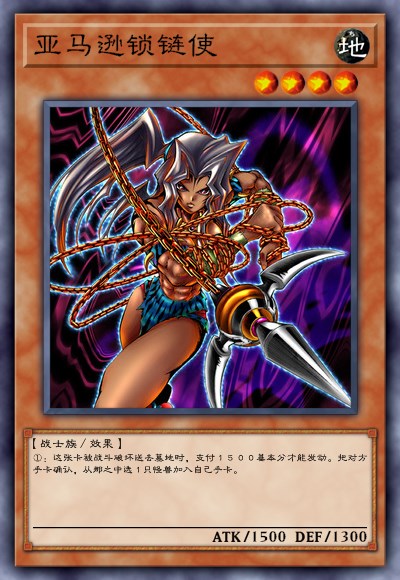 亚马逊锁链使
地
【战士族／效果】
①：这张卡被战斗破坏送去墓地时，支付１５００基本分才能发动。把对方
手卡确认，从那之中选１只怪兽加入自己手卡。
ATK/1500 DEF/1300